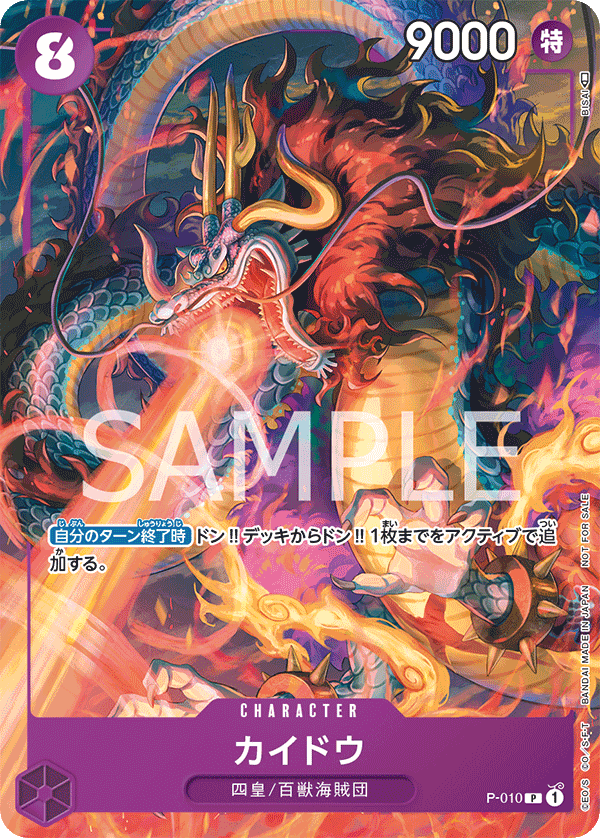 8
9000
特
BISAI
SAMPLE
自分のターン終了時 ドン!!デッキからドン!!1枚までをアクティブで追
加する。
CHARACTER
カイドウ
四皇/百獣海賊団
P-010 P 1
©EO/S ©O/S·F·T BANDAI MADE IN JAPAN NOT FOR SALE